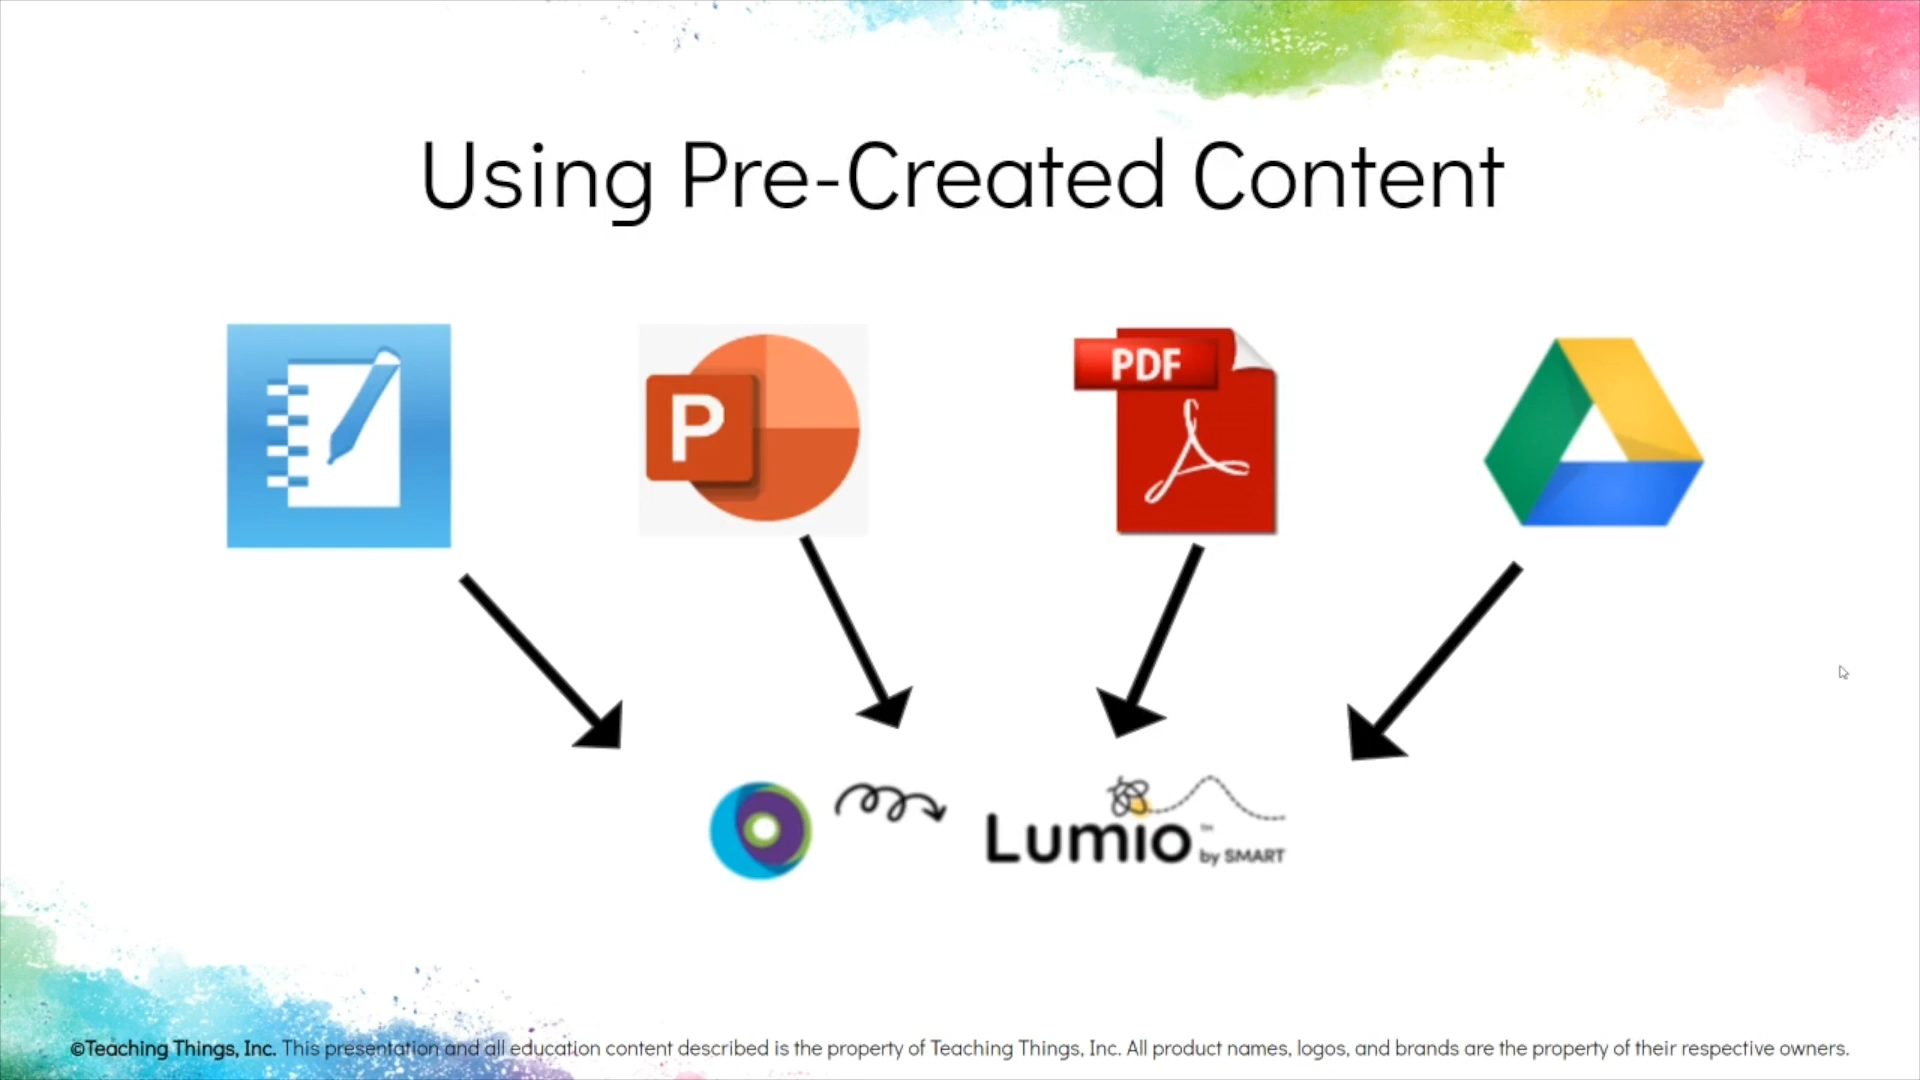 Using Pre-Created Content
P
PDF
Lumio™
by SMART
©Teaching Things, Inc. This presentation and all education content described is the property of Teaching Things, Inc. All product names, logos, and brands are the property of their respective owners.